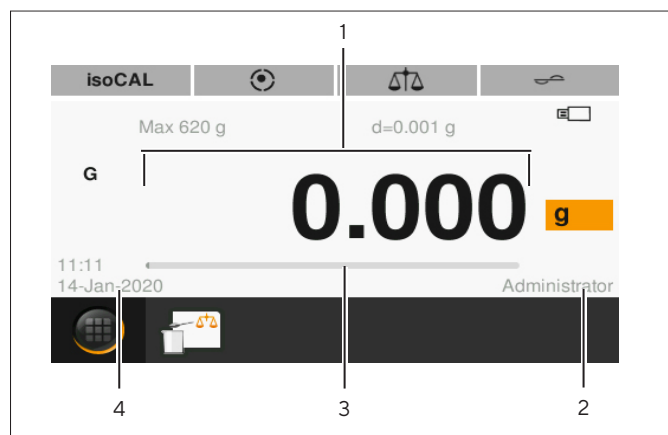 1
isoCAL
Max 620 g d=0.001 g
G 0.000 g
11:11
14-Jan-2020 Administrator
4 3 2